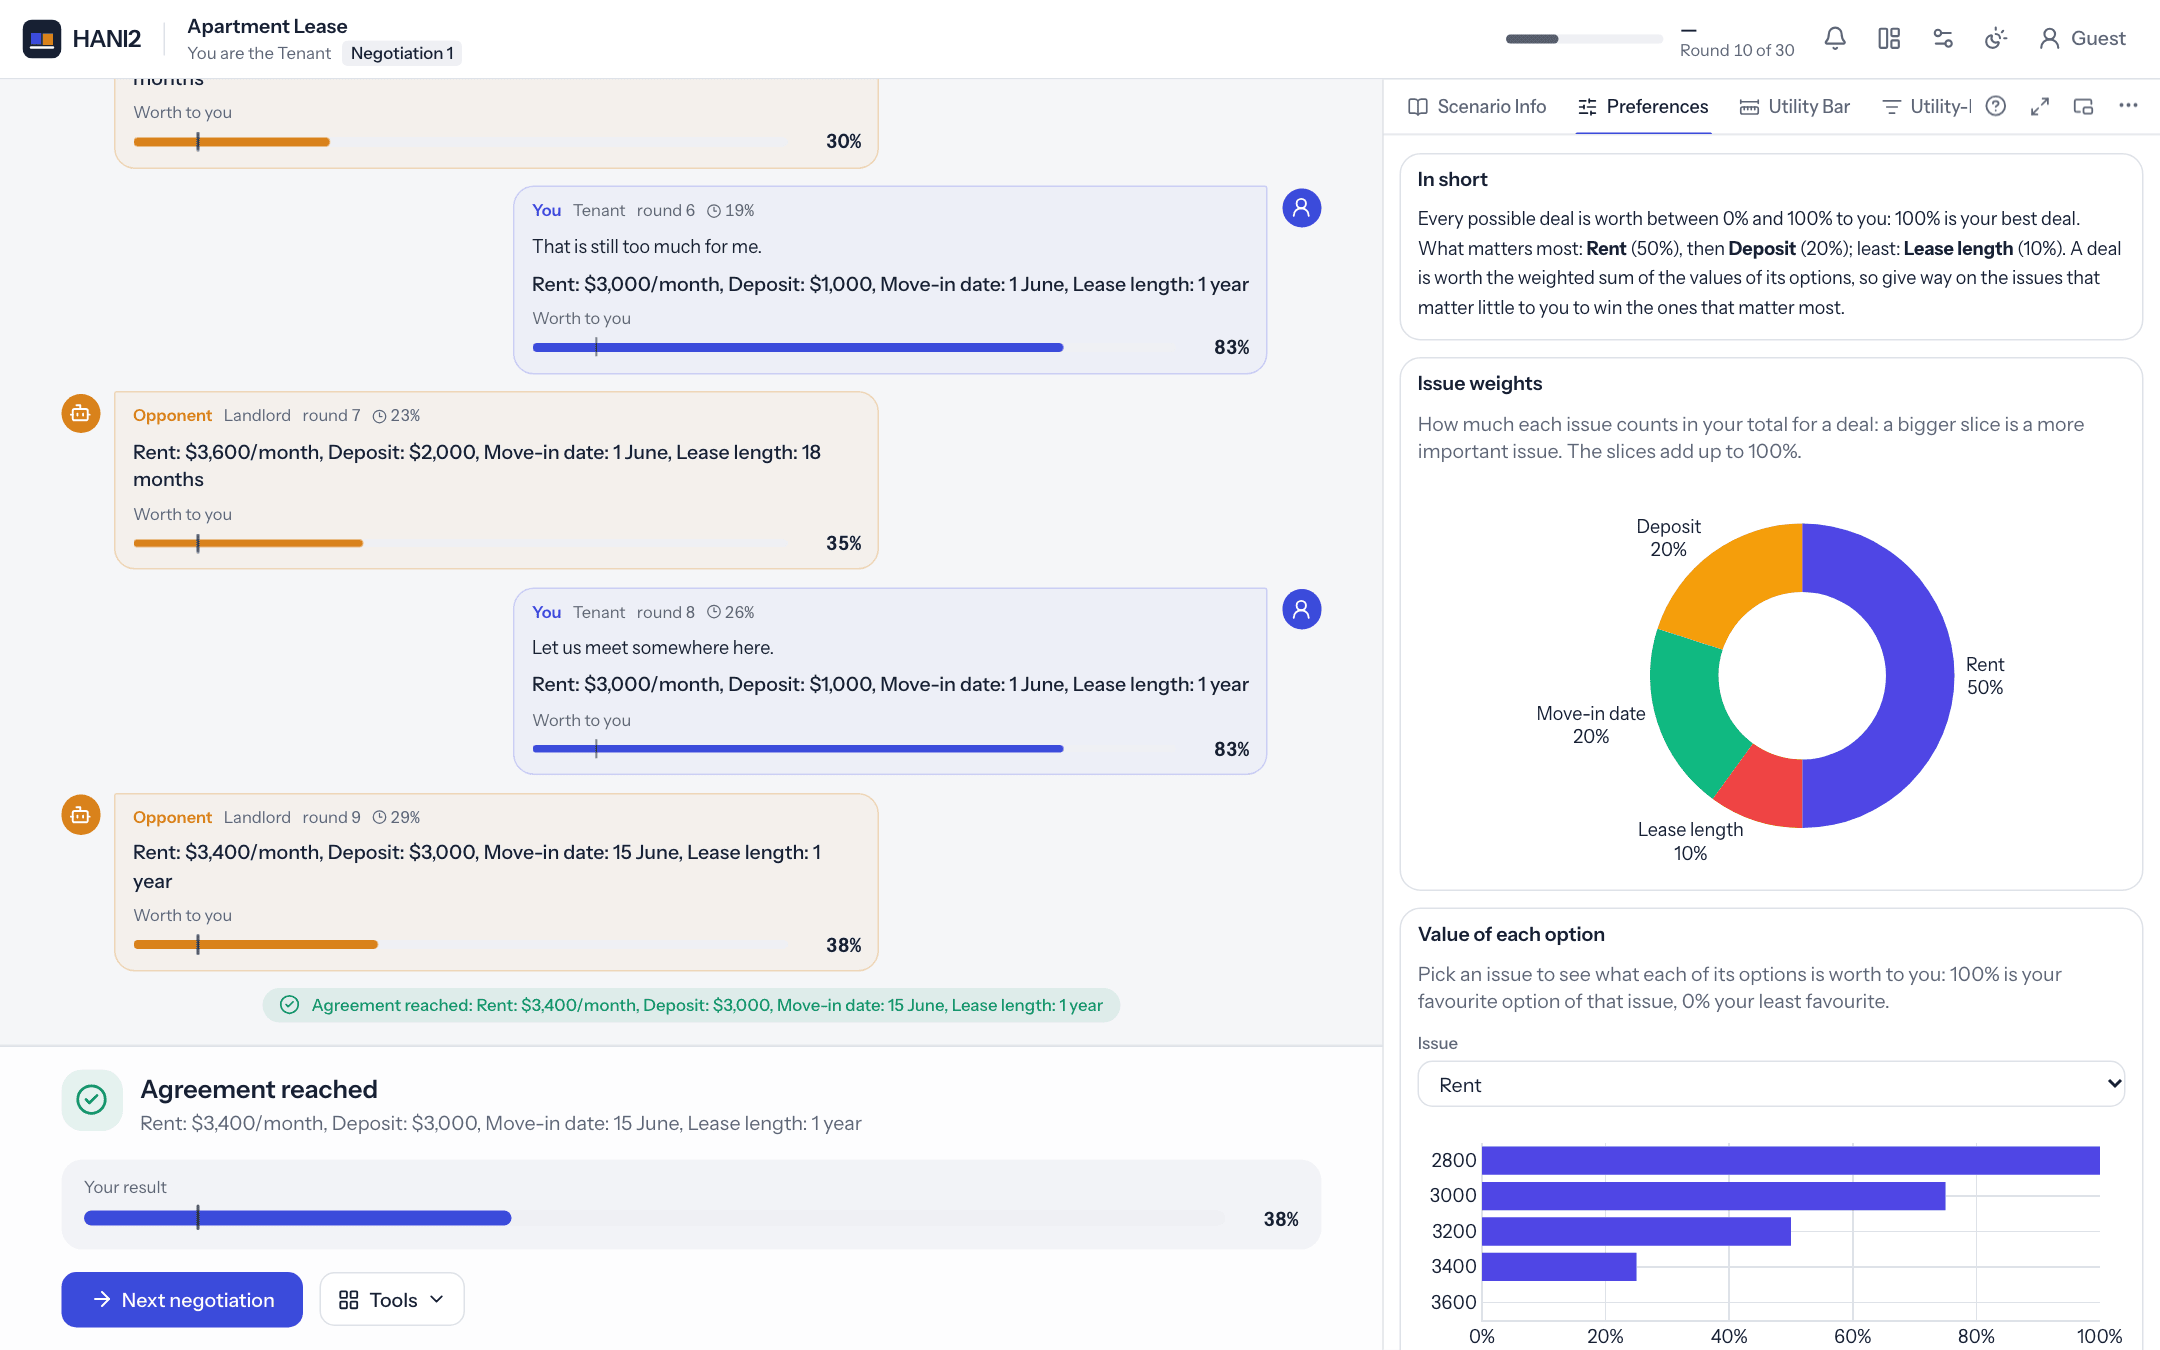 HANI2
Apartment Lease
You are the Tenant Negotiation 1
Round 10 of 30
Guest
months
Worth to you
30%
You Tenant round 6 19%
That is still too much for me.
Rent: $3,000/month, Deposit: $1,000, Move-in date: 1 June, Lease length: 1 year
Worth to you
83%
Opponent Landlord round 7 23%
Rent: $3,600/month, Deposit: $2,000, Move-in date: 1 June, Lease length: 18
months
Worth to you
35%
You Tenant round 8 26%
Let us meet somewhere here.
Rent: $3,000/month, Deposit: $1,000, Move-in date: 1 June, Lease length: 1 year
Worth to you
83%
Opponent Landlord round 9 29%
Rent: $3,400/month, Deposit: $3,000, Move-in date: 15 June, Lease length: 1
year
Worth to you
38%
Agreement reached: Rent: $3,400/month, Deposit: $3,000, Move-in date: 15 June, Lease length: 1 year
Agreement reached
Rent: $3,400/month, Deposit: $3,000, Move-in date: 15 June, Lease length: 1 year
Your result
38%
Next negotiation
Tools
Scenario Info
Preferences
Utility Bar
Utility-
In short
Every possible deal is worth between 0% and 100% to you: 100% is your best deal.
What matters most: Rent (50%), then Deposit (20%); least: Lease length (10%). A deal
is worth the weighted sum of the values of its options, so give way on the issues that
matter little to you to win the ones that matter most.
Issue weights
How much each issue counts in your total for a deal: a bigger slice is a more
important issue. The slices add up to 100%.
Deposit
20%
Rent
50%
Move-in date
20%
Lease length
10%
Value of each option
Pick an issue to see what each of its options is worth to you: 100% is your
favourite option of that issue, 0% your least favourite.
Issue
Rent
2800
3000
3200
3400
3600
0% 20% 40% 60% 80% 100%